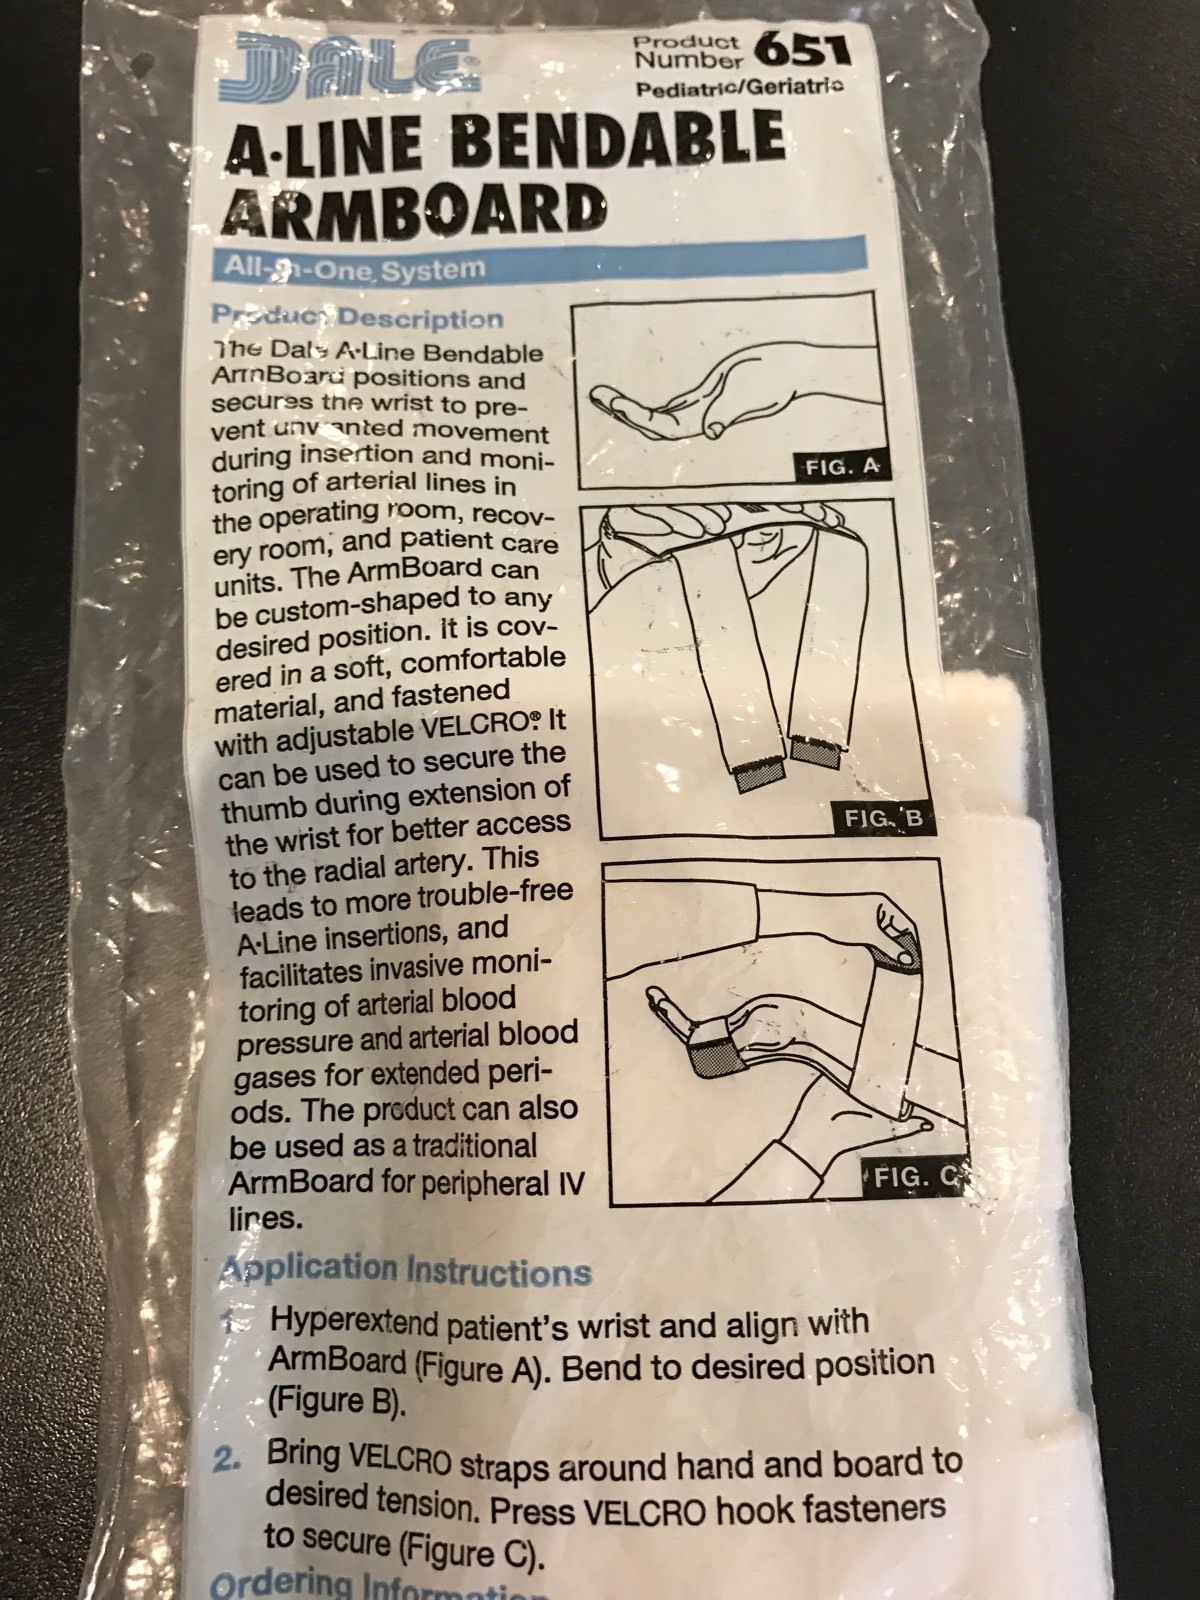 DALE
Product
Number 651
Pediatric/Geriatric
A•LINE BENDABLE
ARMBOARD
All-In-One System
Product Description
The Dale A•Line Bendable
ArmBoard positions and
secures the wrist to pre-
vent unwanted movement
during insertion and moni-
toring of arterial lines in
the operating room, recov-
ery room, and patient care
units. The ArmBoard can
be custom-shaped to any
desired position. It is cov-
ered in a soft, comfortable
material, and fastened
with adjustable VELCRO®. It
can be used to secure the
thumb during extension of
the wrist for better access
to the radial artery. This
leads to more trouble-free
A•Line insertions, and
facilitates invasive moni-
toring of arterial blood
pressure and arterial blood
gases for extended peri-
ods. The product can also
be used as a traditional
ArmBoard for peripheral IV
lines.
FIG. A
FIG. B
FIG. C
Application Instructions
1. Hyperextend patient's wrist and align with
ArmBoard (Figure A). Bend to desired position
(Figure B).
2. Bring VELCRO straps around hand and board to
desired tension. Press VELCRO hook fasteners
to secure (Figure C).
Ordering Information